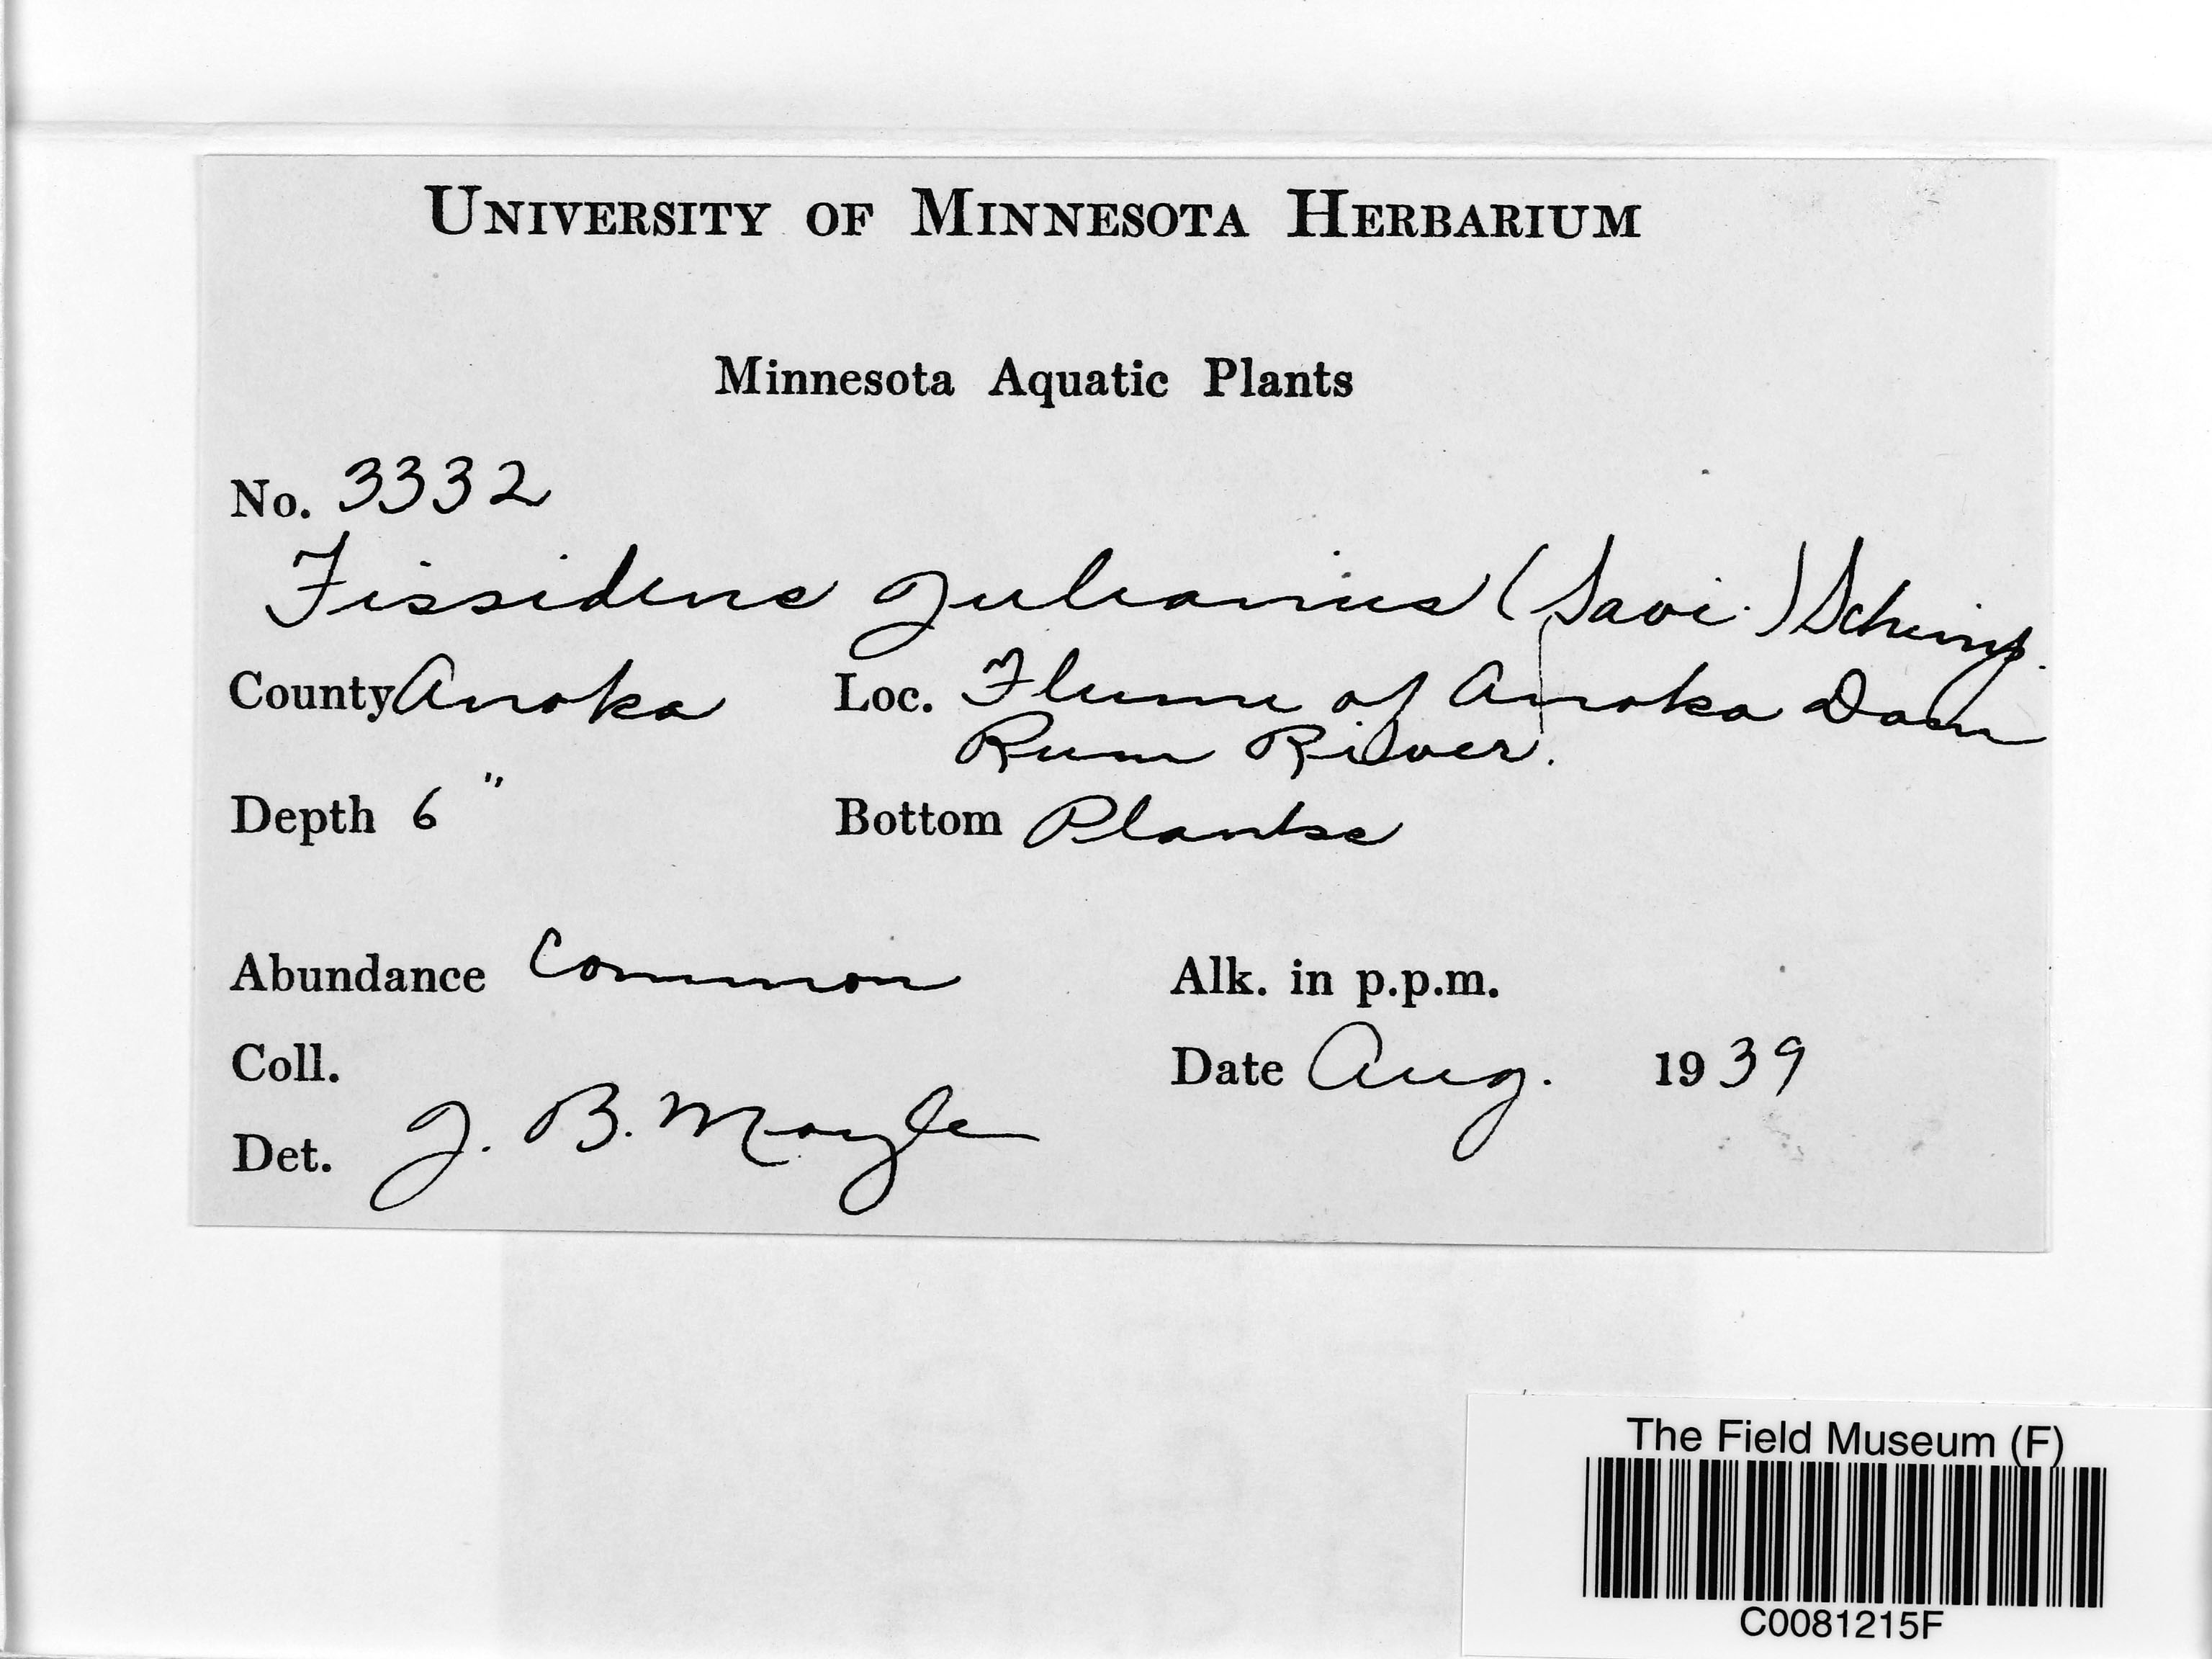 UNIVERSITY OF MINNESOTA HERBARIUM
Minnesota Aquatic Plants
No. 3332
Fissidens Julianus (Savi.) Schimp.
County Anoka Loc. Flume of Anoka Dam
Rum River.
Depth 6" Bottom Planks
Abundance Common Alk. in p.p.m.
Coll. Date Aug. 1939
Det. J. B. Moyle
The Field Museum (F)
C0081215F